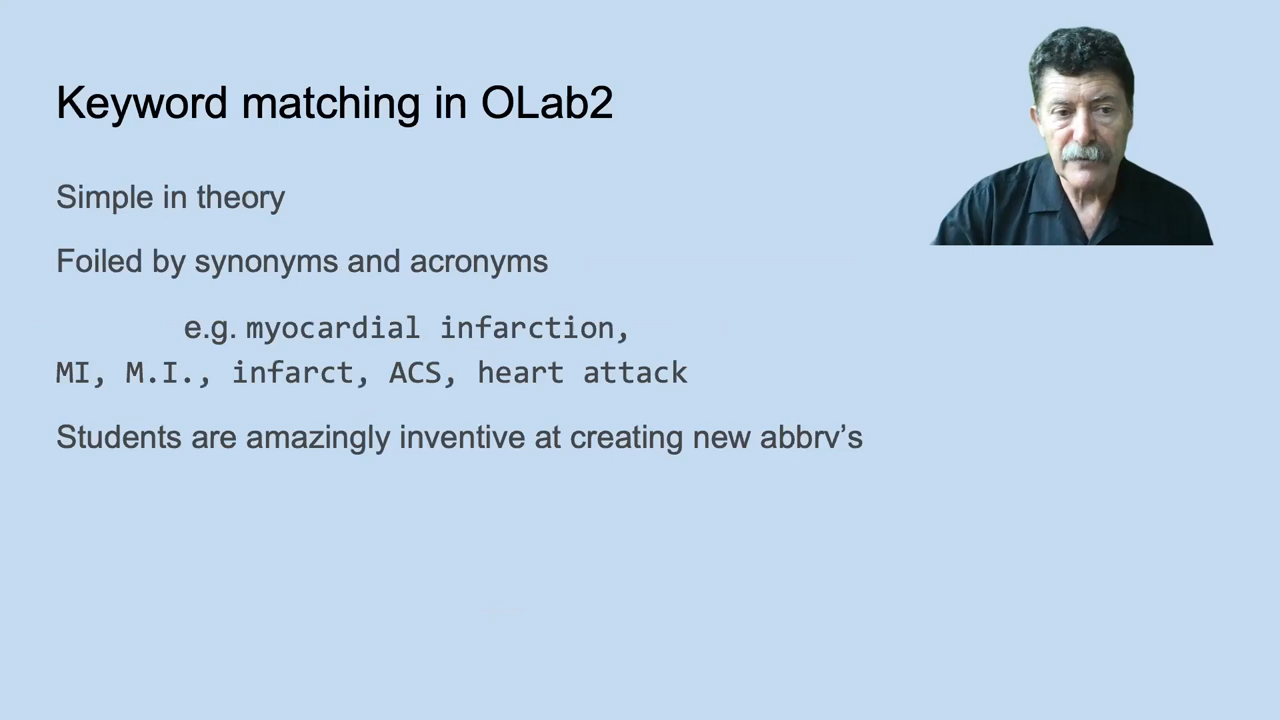 Keyword matching in OLab2
Simple in theory
Foiled by synonyms and acronyms
e.g. myocardial infarction,
MI, M.I., infarct, ACS, heart attack
Students are amazingly inventive at creating new abbrv’s